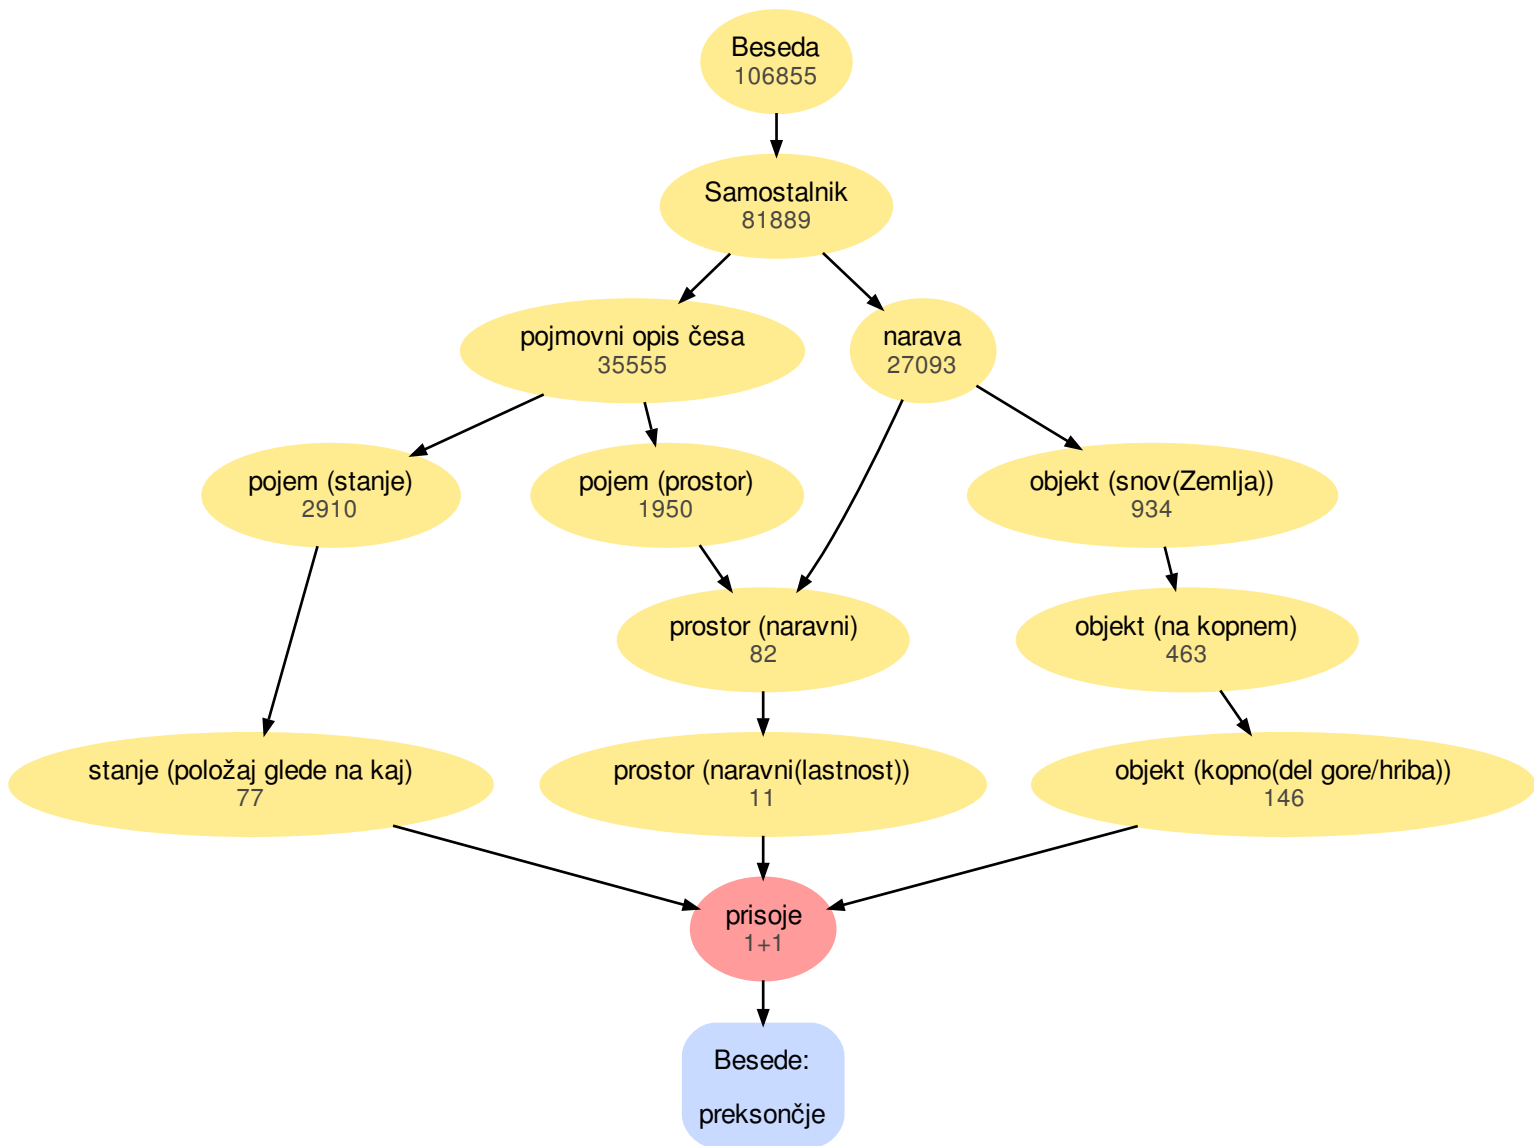 Beseda
106855
Samostalnik
81889
pojmovni opis česa
35555
narava
27093
pojem (stanje)
2910
pojem (prostor)
1950
objekt (snov(Zemlja))
934
prostor (naravni)
82
objekt (na kopnem)
463
stanje (položaj glede na kaj)
77
prostor (naravni(lastnost))
11
objekt (kopno(del gore/hriba))
146
prisoje
1+1
Besede:
preksončje